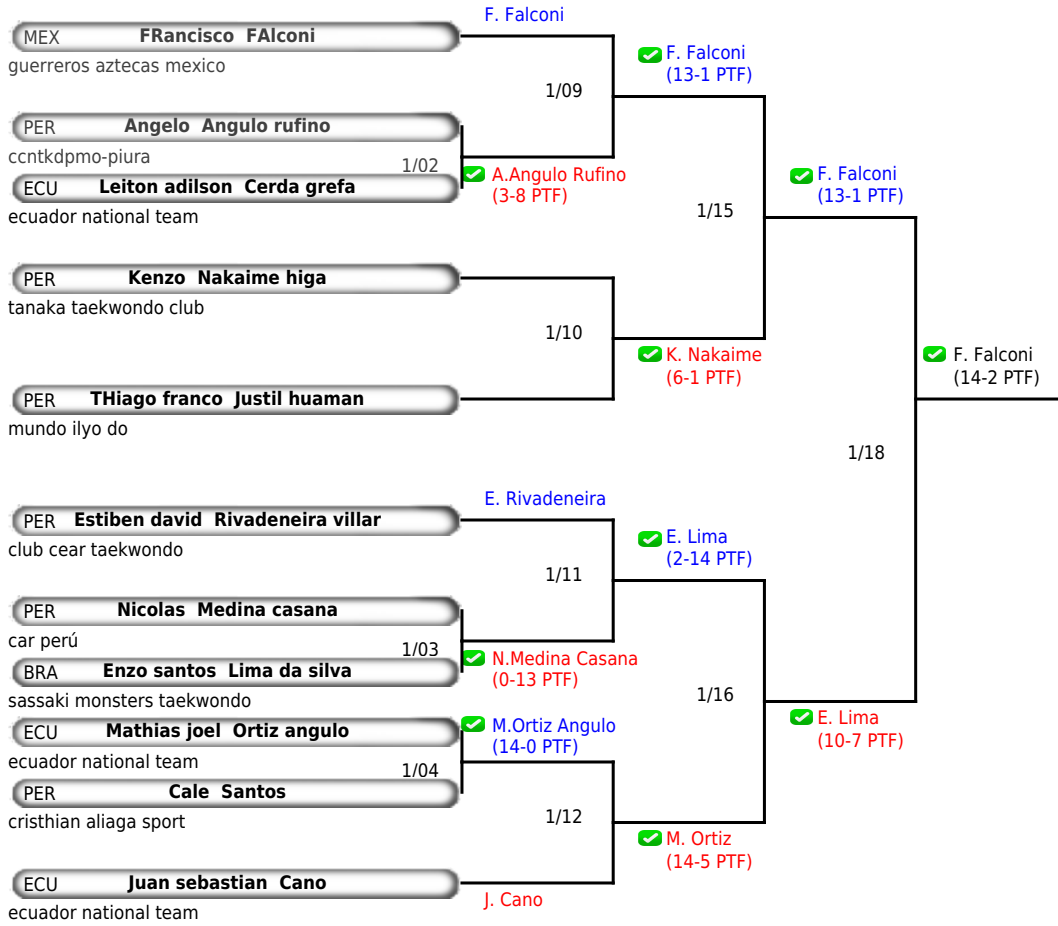 F. Falconi
MEX FRancisco FAlconi
guerreros aztecas mexico
F. Falconi
(13-1 PTF)
1/09
PER Angelo Angulo rufino
ccntkdpmo-piura
1/02
A.Angulo Rufino
(3-8 PTF)
ECU Leiton adilson Cerda grefa
ecuador national team
F. Falconi
(13-1 PTF)
1/15
PER Kenzo Nakaime higa
tanaka taekwondo club
1/10
K. Nakaime
(6-1 PTF)
F. Falconi
(14-2 PTF)
PER THiago franco Justil huaman
mundo ilyo do
1/18
E. Rivadeneira
PER Estiben david Rivadeneira villar
club cear taekwondo
E. Lima
(2-14 PTF)
1/11
PER Nicolas Medina casana
car perú
1/03
N.Medina Casana
(0-13 PTF)
BRA Enzo santos Lima da silva
sassaki monsters taekwondo
1/16
E. Lima
(10-7 PTF)
ECU Mathias joel Ortiz angulo
ecuador national team
M.Ortiz Angulo
(14-0 PTF)
1/04
PER Cale Santos
cristhian aliaga sport
1/12
M. Ortiz
(14-5 PTF)
ECU Juan sebastian Cano
ecuador national team
J. Cano